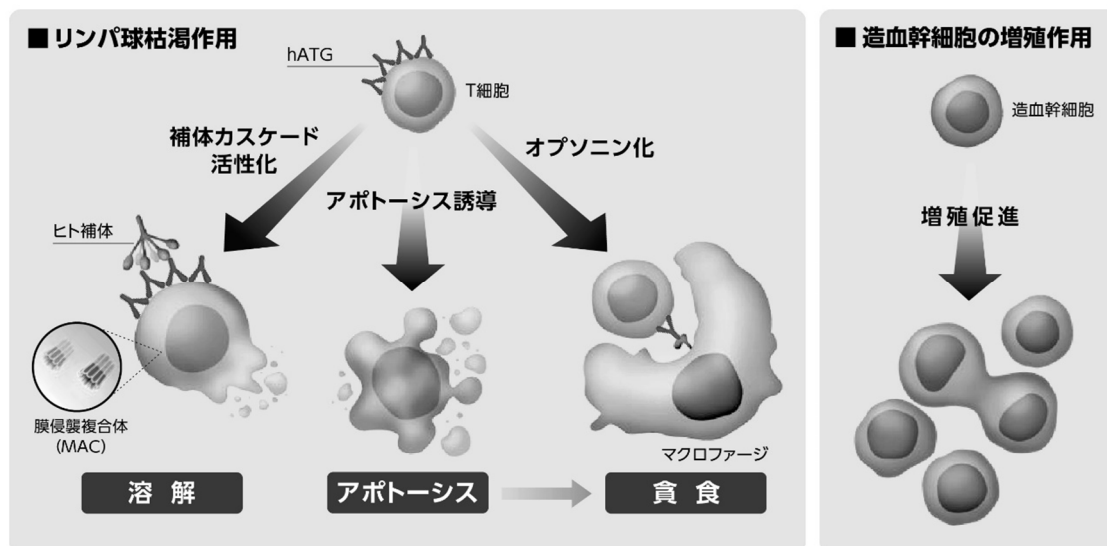 ■ リンパ球枯渇作用
hATG
T細胞
補体カスケード
活性化
アポトーシス誘導
オプソニン化
ヒト補体
膜侵襲複合体
(MAC)
マクロファージ
溶解
アポトーシス
貪食
■ 造血幹細胞の増殖作用
造血幹細胞
増殖促進